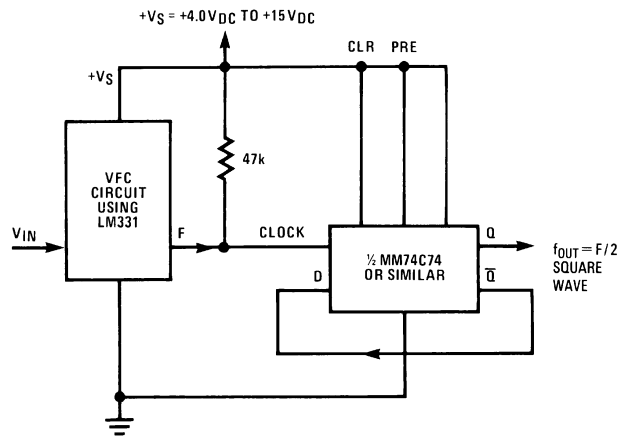 +VS = +4.0VDC TO +15VDC
CLR PRE
+VS
47k
VFC
CIRCUIT
USING
LM331
VIN
F
CLOCK
Q
½ MM74C74
OR SIMILAR
D
Q̅
fOUT = F/2
SQUARE
WAVE